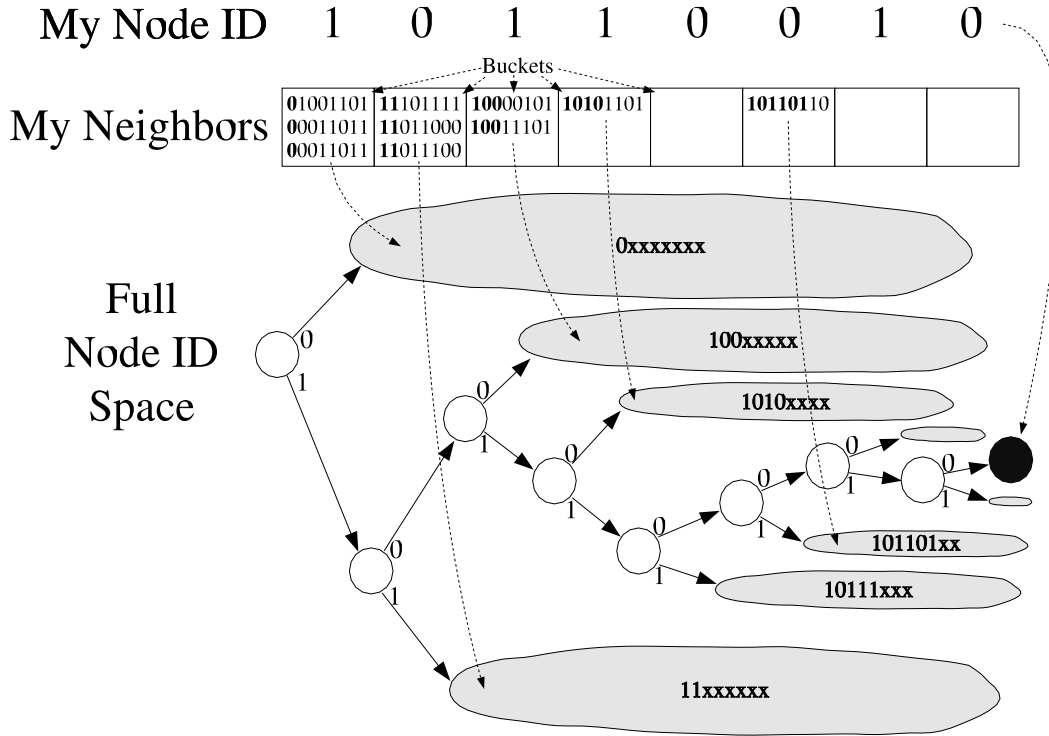 My Node ID 1 0 1 1 0 0 1 0
Buckets
My Neighbors
01001101 11101111 10000101 10101101 10110110
00011011 11011000 10011101
00011011 11011100
0xxxxxxx
Full
Node ID
Space
0
1
100xxxxx
0
1
1010xxxx
0
1
0
1
0
1
0
1
0
1
0
1
101101xx
10111xxx
11xxxxxx